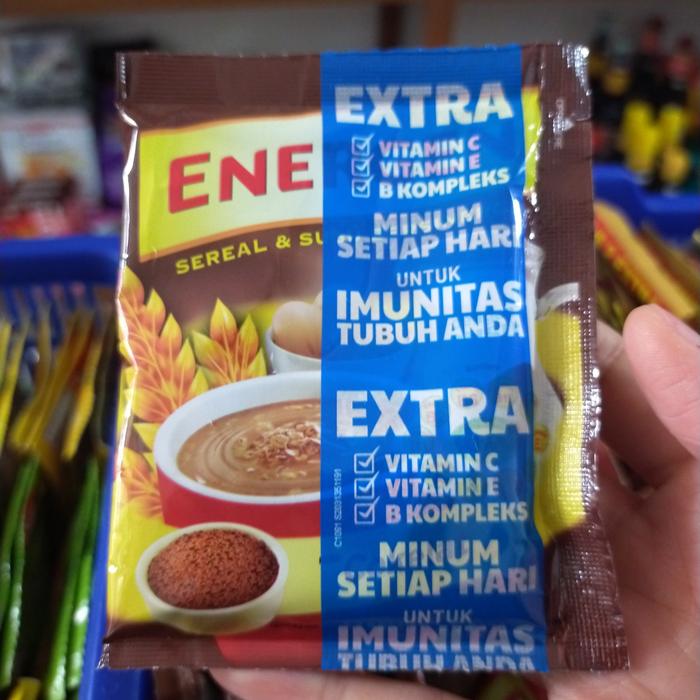 ENE
SEREAL & SU
EXTRA
VITAMIN C
VITAMIN E
B KOMPLEKS
MINUM
SETIAP HARI
UNTUK
IMUNITAS
TUBUH ANDA
EXTRA
VITAMIN C
VITAMIN E
B KOMPLEKS
MINUM
SETIAP HARI
UNTUK
IMUNITAS
TUBUH ANDA